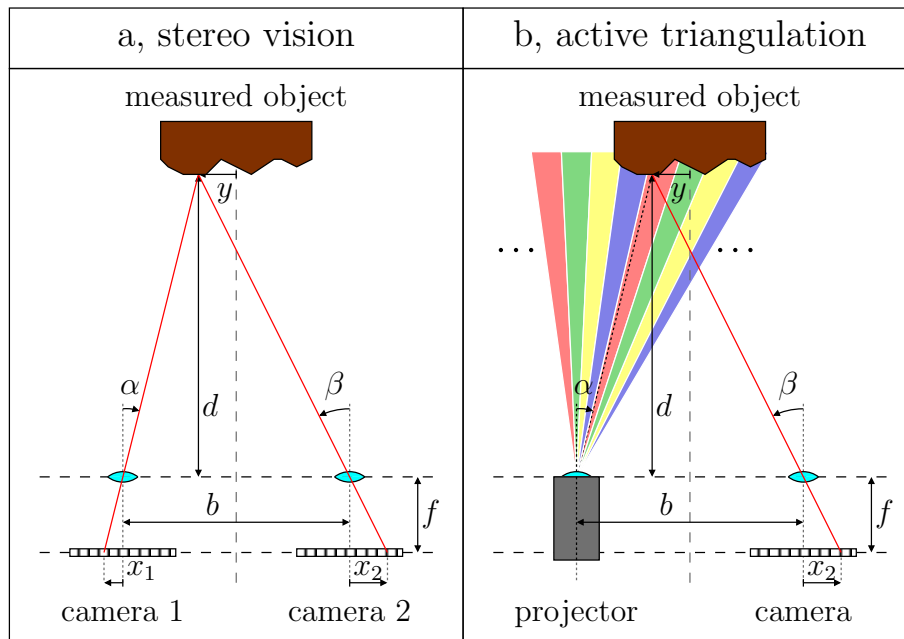 a, stereo vision
measured object
y
α
β
d
b
f
x₁
x₂
camera 1
camera 2
b, active triangulation
measured object
y
...
...
α
β
d
b
f
x₂
projector
camera